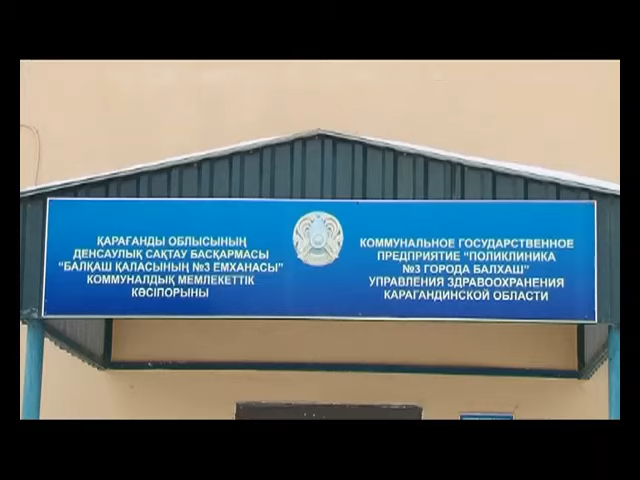 ҚАРАҒАНДЫ ОБЛЫСЫНЫҢ
ДЕНСАУЛЫҚ САҚТАУ БАСҚАРМАСЫ
"БАЛҚАШ ҚАЛАСЫНЫҢ №3 ЕМХАНАСЫ"
КОММУНАЛДЫҚ МЕМЛЕКЕТТІК
КӘСІПОРЫНЫ
КОММУНАЛЬНОЕ ГОСУДАРСТВЕННОЕ
ПРЕДПРИЯТИЕ "ПОЛИКЛИНИКА
№3 ГОРОДА БАЛХАШ"
УПРАВЛЕНИЯ ЗДРАВООХРАНЕНИЯ
КАРАГАНДИНСКОЙ ОБЛАСТИ